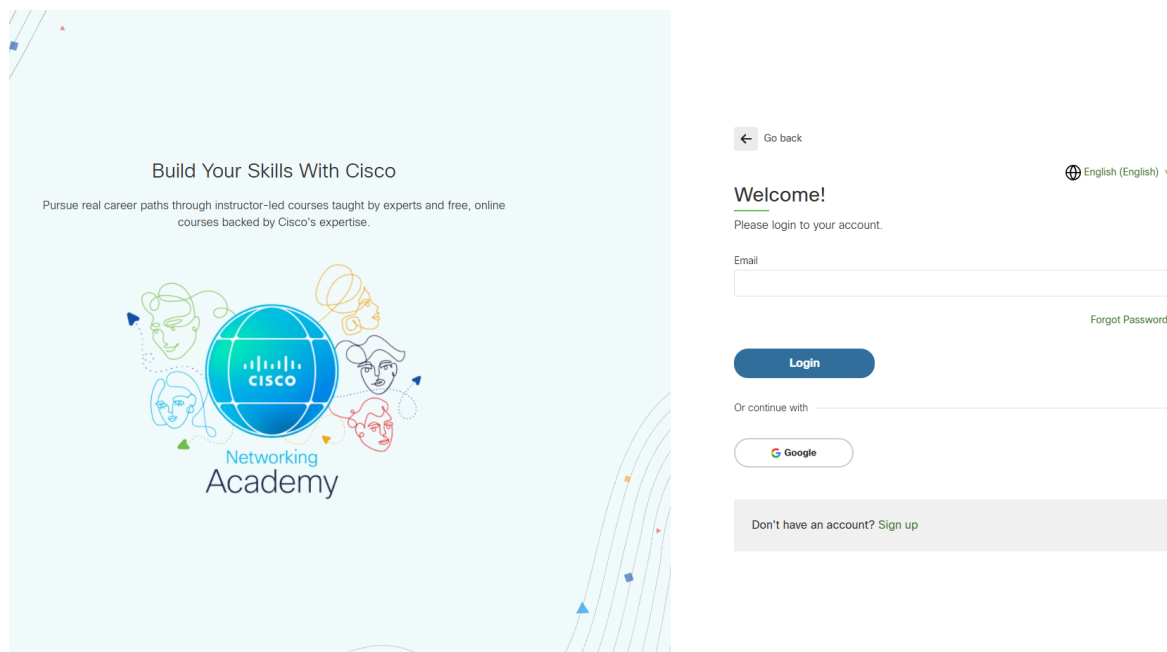 Build Your Skills With Cisco
Pursue real career paths through instructor-led courses taught by experts and free, online
courses backed by Cisco's expertise.
CISCO
Networking
Academy
Go back
English (English)
Welcome!
Please login to your account.
Email
Forgot Password
Login
Or continue with
Google
Don't have an account? Sign up